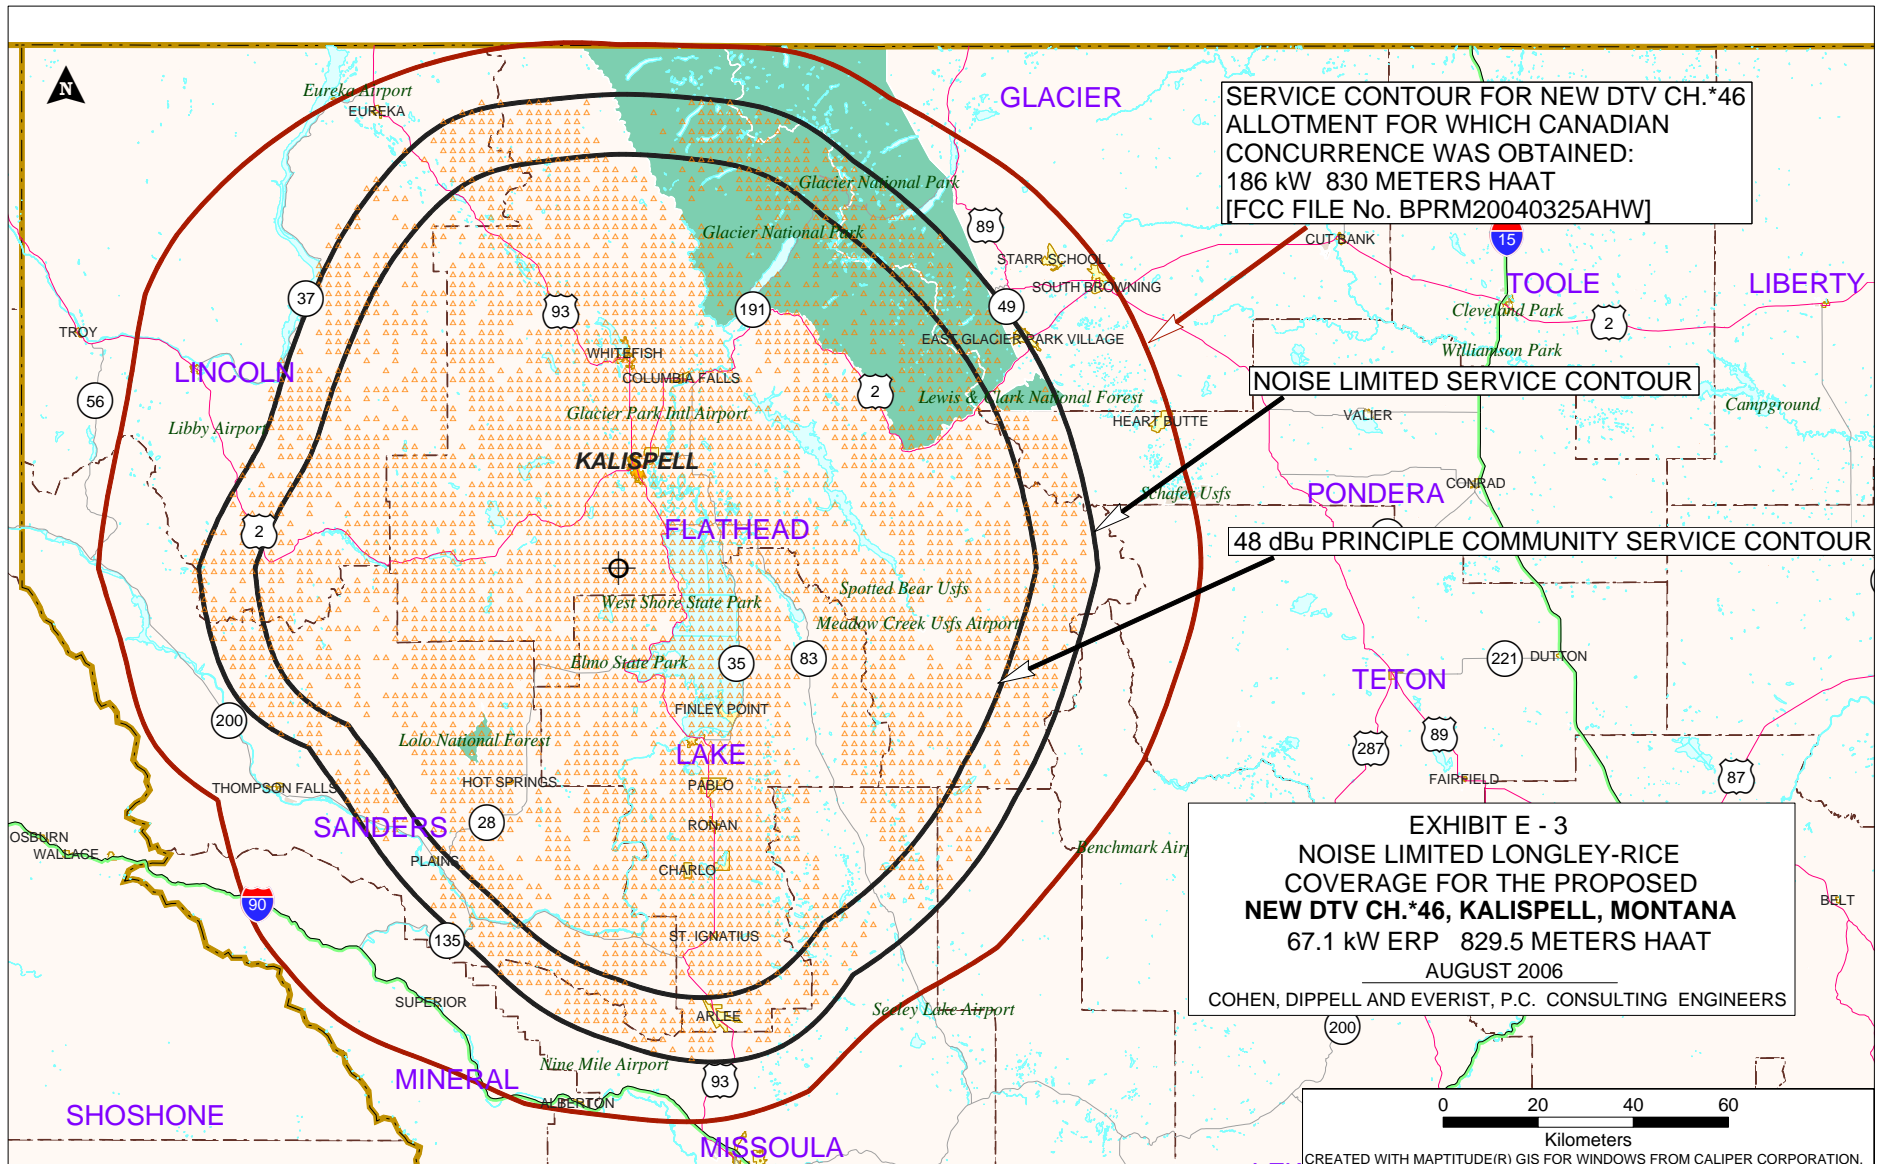 N
Eureka Airport
EUREKA
GLACIER
SERVICE CONTOUR FOR NEW DTV CH.*46
ALLOTMENT FOR WHICH CANADIAN
CONCURRENCE WAS OBTAINED:
186 kW 830 METERS HAAT
[FCC FILE No. BPRM20040325AHW]
Glacier National Park
Glacier National Park
89
STARR SCHOOL
SOUTH BROWNING
CUT BANK
15
TOOLE
LIBERTY
Cleveland Park
2
Williamson Park
37
93
191
49
TROY
WHITEFISH
EAST GLACIER PARK VILLAGE
LINCOLN
COLUMBIA FALLS
NOISE LIMITED SERVICE CONTOUR
56
2
Lewis & Clark National Forest
Campground
Glacier Park Intl Airport
HEART BUTTE
VALIER
Libby Airport
KALISPELL
CONRAD
Schafer Usfs
PONDERA
2
FLATHEAD
48 dBu PRINCIPLE COMMUNITY SERVICE CONTOUR
Spotted Bear Usfs
West Shore State Park
Meadow Creek Usfs Airport
Elmo State Park
35
83
221
DUTTON
TETON
FINLEY POINT
200
Lolo National Forest
LAKE
287
89
HOT SPRINGS
PABLO
FAIRFIELD
87
THOMPSON FALLS
SANDERS
28
RONAN
OSBURN
WALLACE
PLAINS
CHARLO
Benchmark Airp
EXHIBIT E - 3
NOISE LIMITED LONGLEY-RICE
COVERAGE FOR THE PROPOSED
NEW DTV CH.*46, KALISPELL, MONTANA
67.1 kW ERP 829.5 METERS HAAT
AUGUST 2006
COHEN, DIPPELL AND EVERIST, P.C. CONSULTING ENGINEERS
BELT
90
135
ST. IGNATIUS
SUPERIOR
ARLEE
Seeley Lake Airport
200
Nine Mile Airport
MINERAL
93
ALBERTON
SHOSHONE
MISSOULA
0 20 40 60
Kilometers
CREATED WITH MAPTITUDE(R) GIS FOR WINDOWS FROM CALIPER CORPORATION.